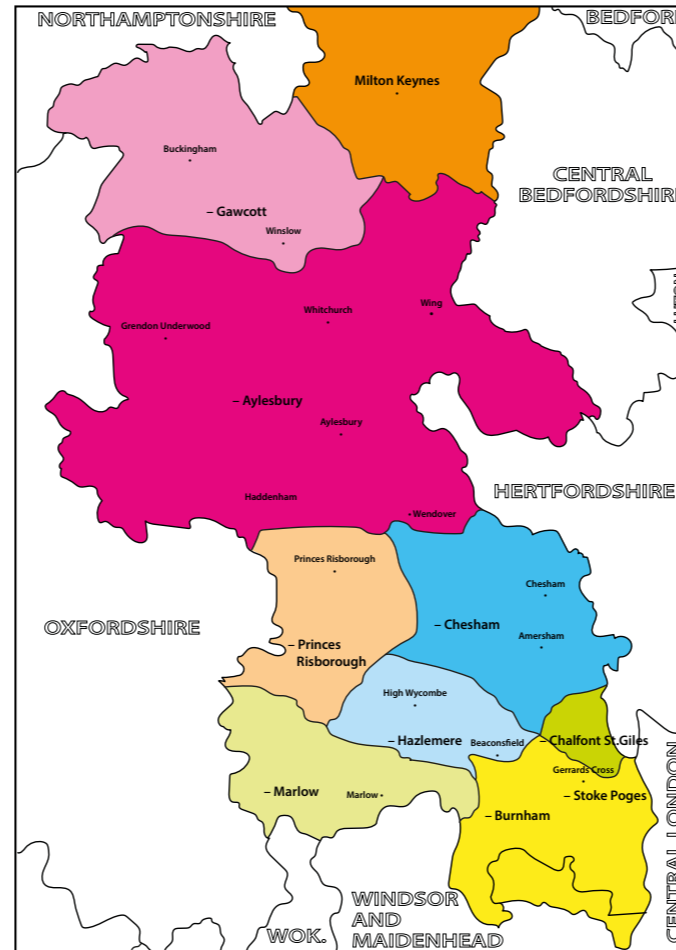 NORTHAMPTONSHIRE
BEDFOR
Milton Keynes
Buckingham
CENTRAL
BEDFORDSHIRE
– Gawcott
Winslow
Whitchurch
Wing
Grendon Underwood
– Aylesbury
Aylesbury
Haddenham
HERTFORDSHIRE
Wendover
Princes Risborough
Chesham
OXFORDSHIRE
– Chesham
Amersham
– Princes
Risborough
High Wycombe
– Hazlemere
Beaconsfield
– Chalfont St.Giles
Gerrards Cross
– Marlow
Marlow
– Stoke Poges
– Burnham
CENTRAL LONDON
WINDSOR
AND
MAIDENHEAD
WOK.